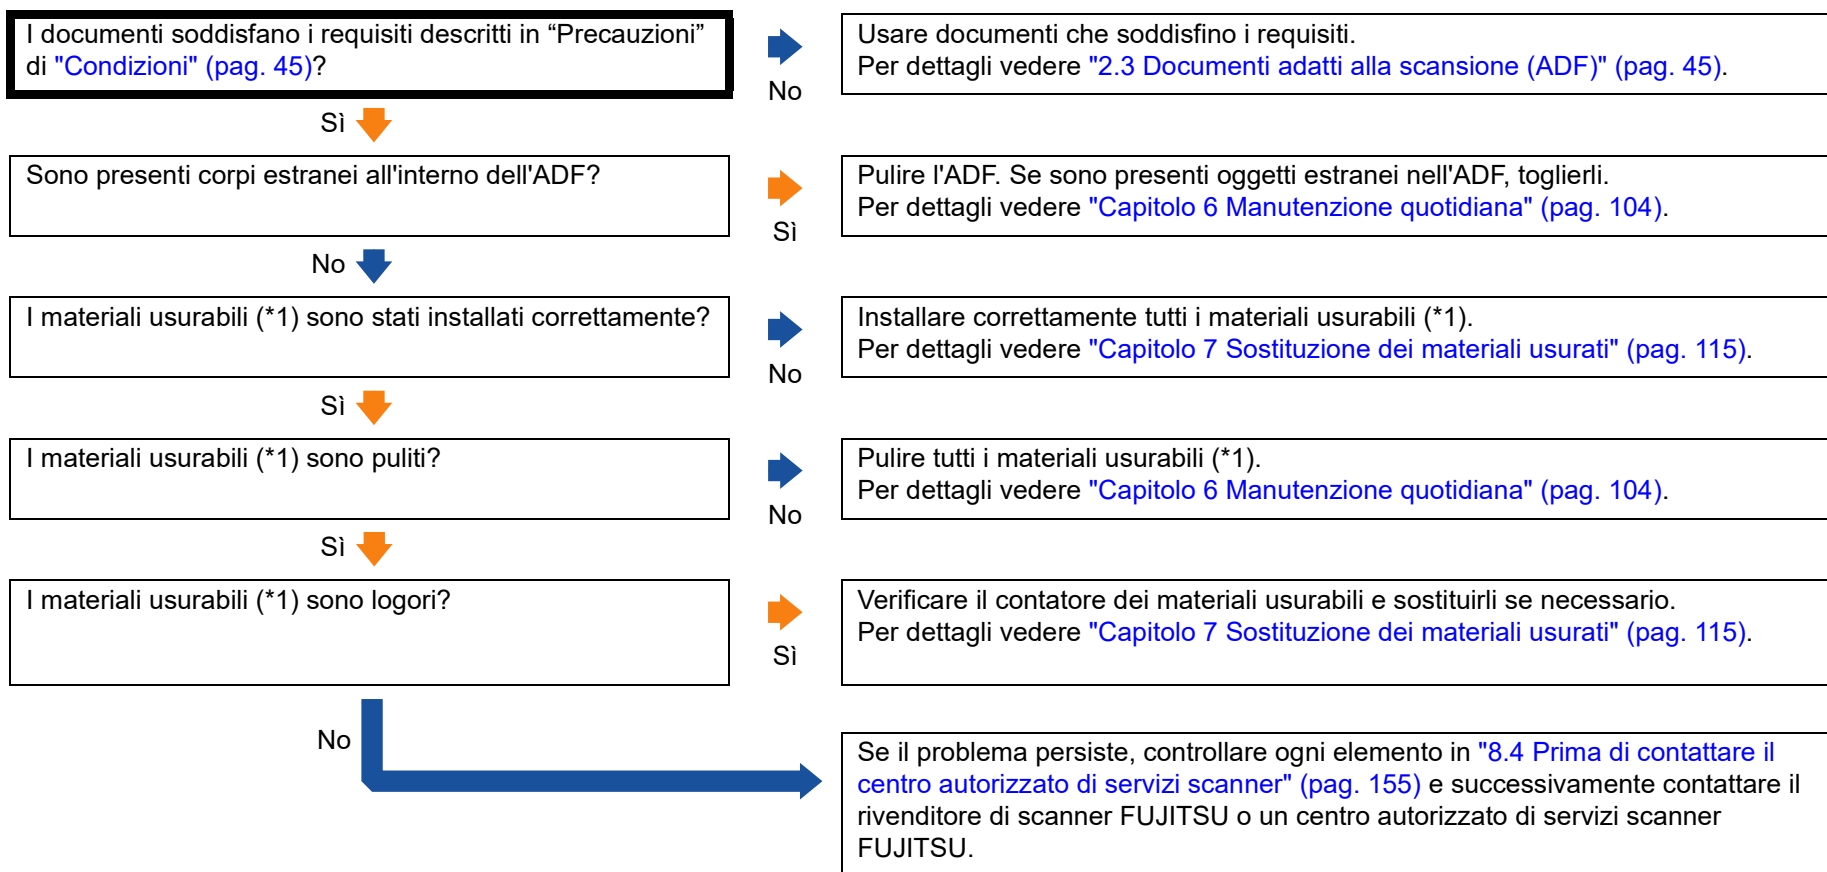 I documenti soddisfano i requisiti descritti in “Precauzioni”
di "Condizioni" (pag. 45)?
No
Usare documenti che soddisfino i requisiti.
Per dettagli vedere "2.3 Documenti adatti alla scansione (ADF)" (pag. 45).
Sì
Sono presenti corpi estranei all'interno dell'ADF?
Sì
Pulire l'ADF. Se sono presenti oggetti estranei nell'ADF, toglierli.
Per dettagli vedere "Capitolo 6 Manutenzione quotidiana" (pag. 104).
No
I materiali usurabili (*1) sono stati installati correttamente?
No
Installare correttamente tutti i materiali usurabili (*1).
Per dettagli vedere "Capitolo 7 Sostituzione dei materiali usurati" (pag. 115).
Sì
I materiali usurabili (*1) sono puliti?
No
Pulire tutti i materiali usurabili (*1).
Per dettagli vedere "Capitolo 6 Manutenzione quotidiana" (pag. 104).
Sì
I materiali usurabili (*1) sono logori?
Sì
Verificare il contatore dei materiali usurabili e sostituirli se necessario.
Per dettagli vedere "Capitolo 7 Sostituzione dei materiali usurati" (pag. 115).
No
Se il problema persiste, controllare ogni elemento in "8.4 Prima di contattare il
centro autorizzato di servizi scanner" (pag. 155) e successivamente contattare il
rivenditore di scanner FUJITSU o un centro autorizzato di servizi scanner
FUJITSU.